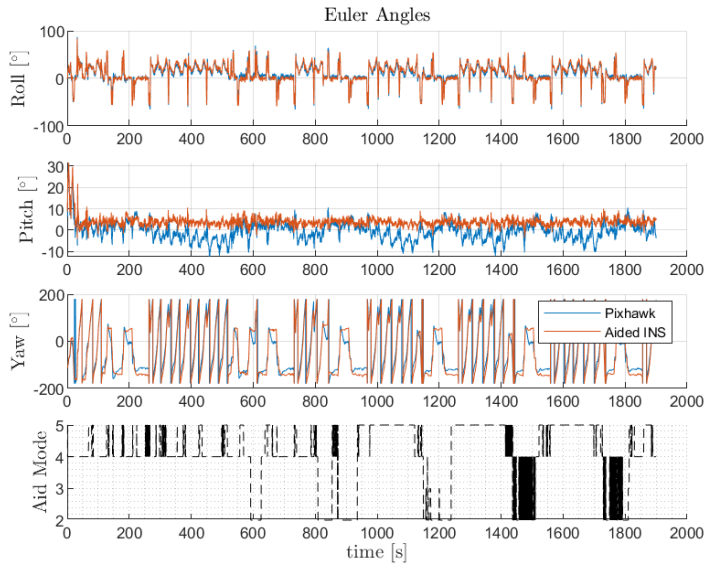 Euler Angles
Roll [°]
100
0
-100
0 200 400 600 800 1000 1200 1400 1600 1800 2000
Pitch [°]
30
20
10
0
-10
0 200 400 600 800 1000 1200 1400 1600 1800 2000
Yaw [°]
200
0
-200
Pixhawk
Aided INS
0 200 400 600 800 1000 1200 1400 1600 1800 2000
Aid Mode
5
4
3
2
0 200 400 600 800 1000 1200 1400 1600 1800 2000
time [s]